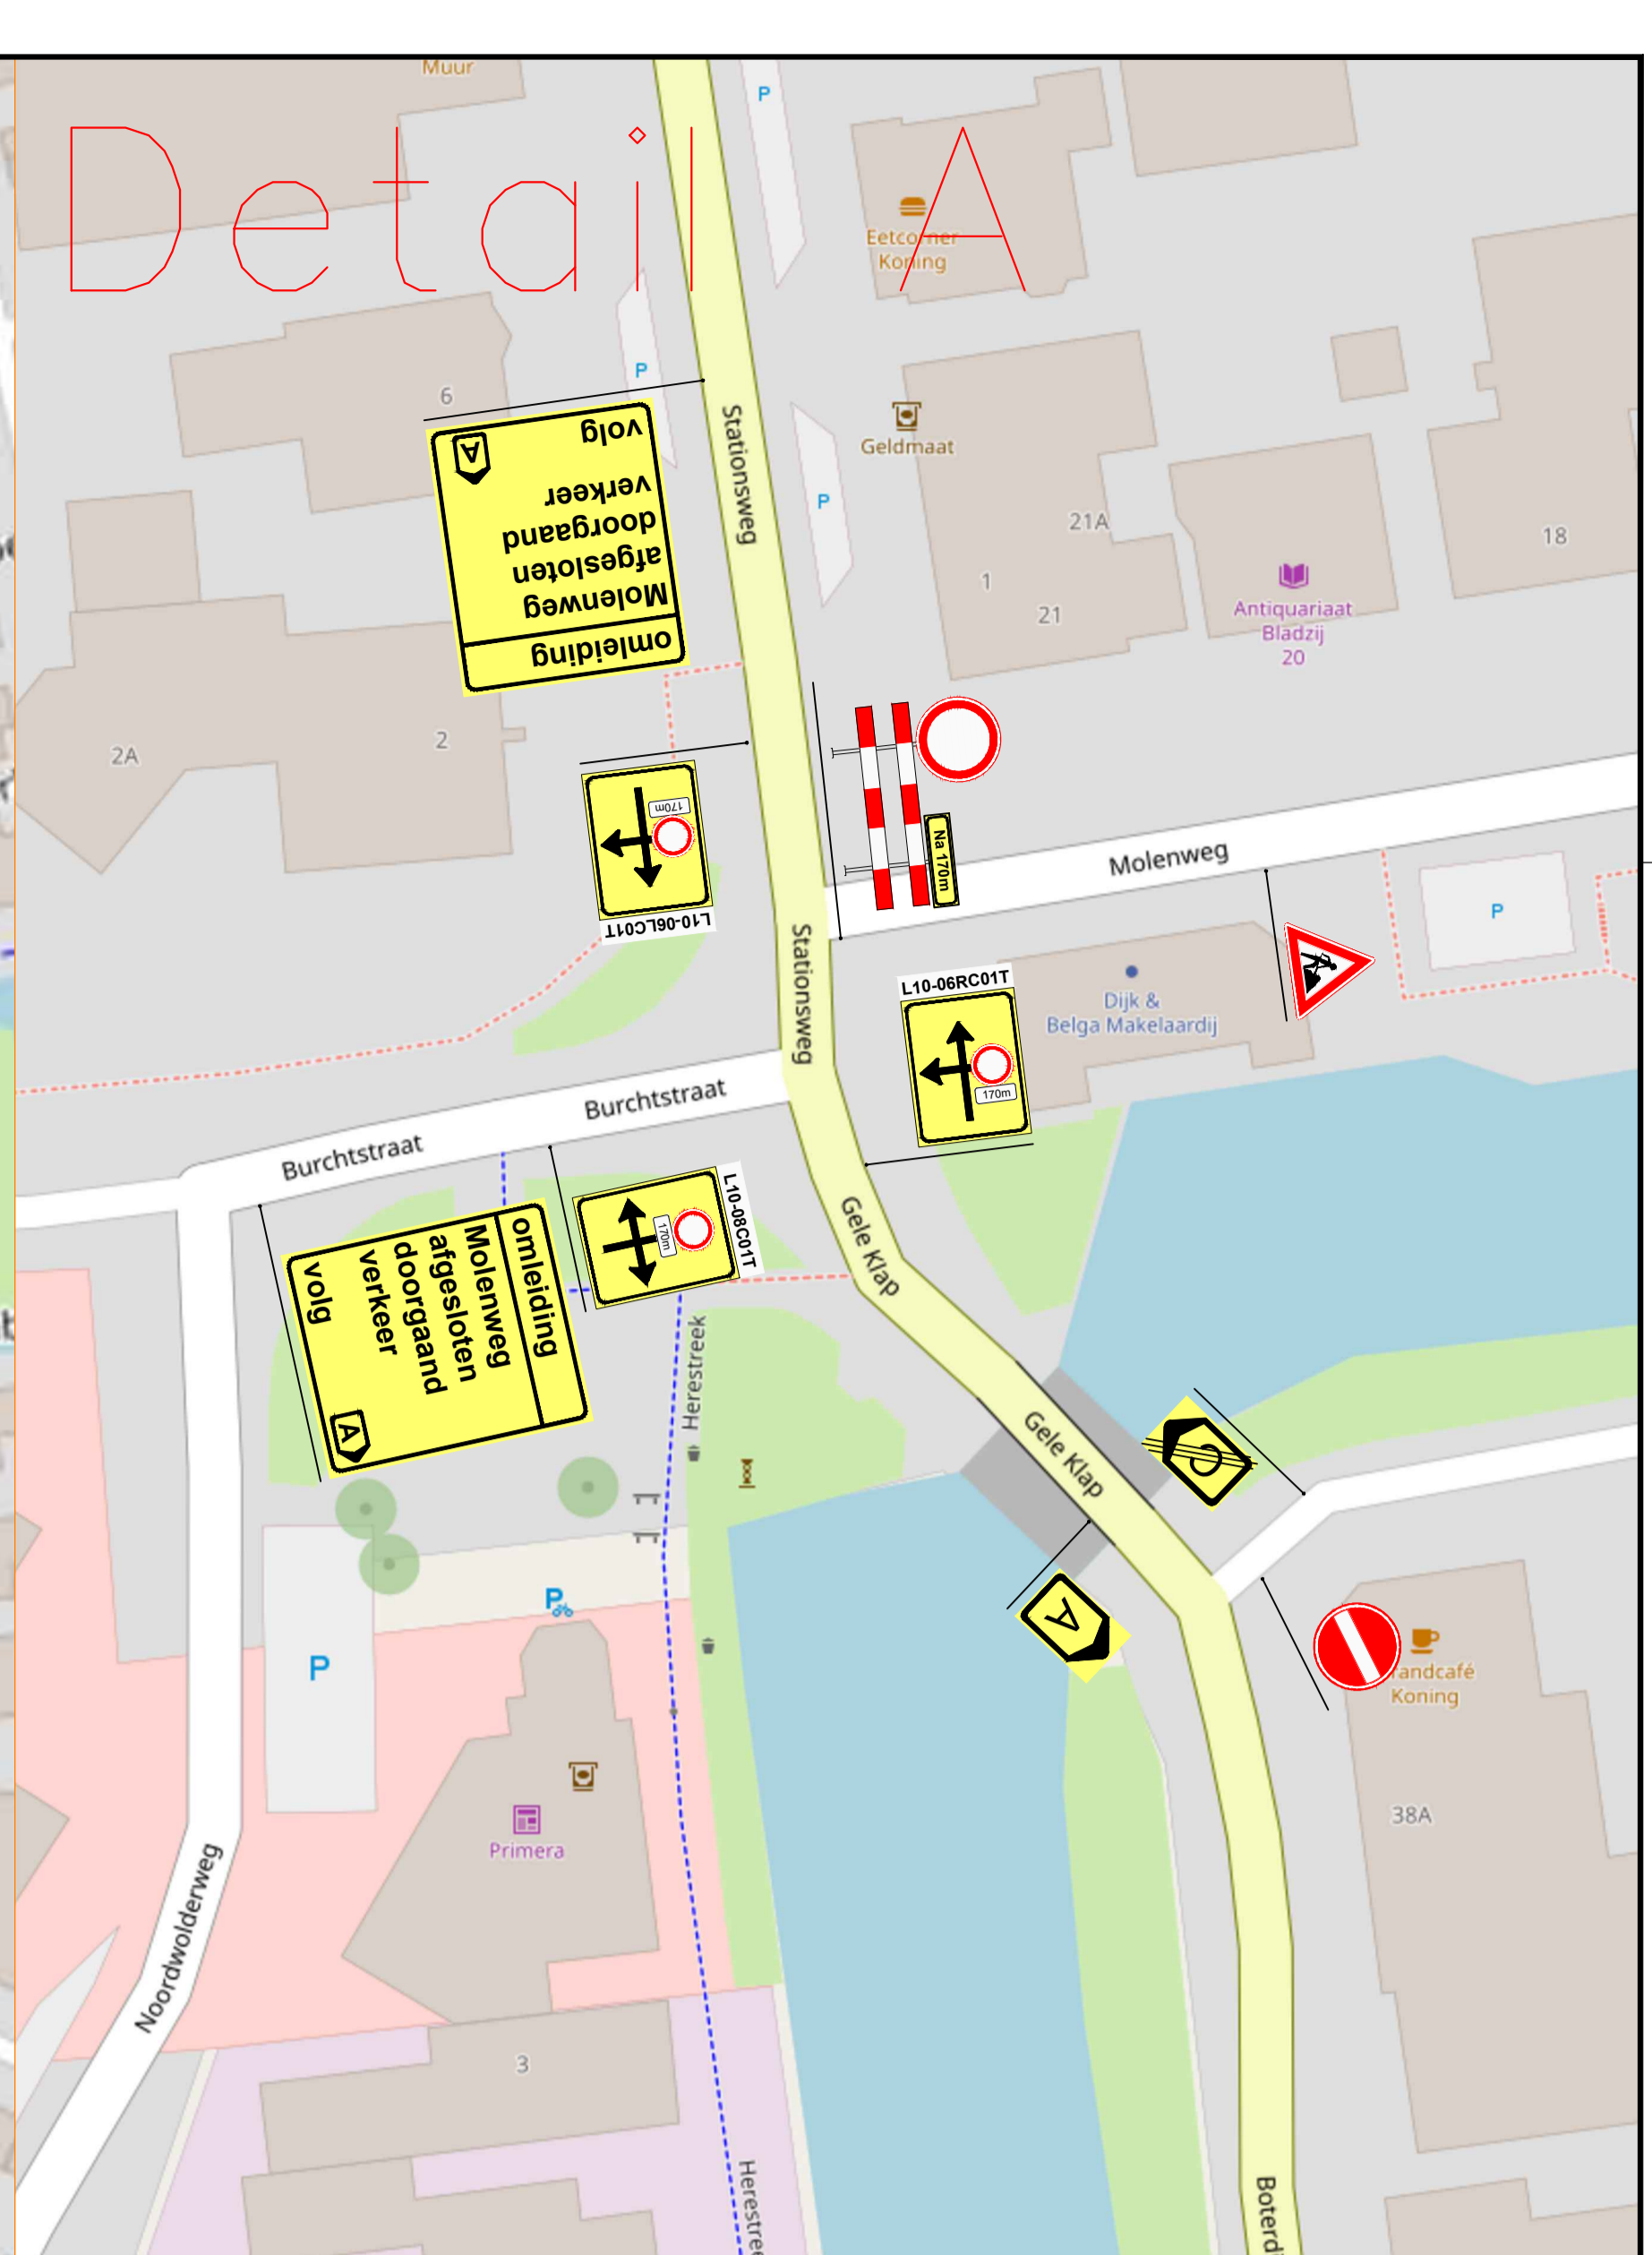 Muur
P
Detail A
Eetcorner
Koning
P
6
Stationsweg
Geldmaat
omleiding
Molenweg
afgesloten
doorgaand
verkeer
volg
A
P
21A
18
1
21
Antiquariaat
Bladzij
20
2A
2
170m
L10-06LC01T
Na 170m
Molenweg
P
Stationsweg
L10-06RC01T
170m
Dijk &
Belga Makelaardij
Burchtstraat
Burchtstraat
L10-08C01T
170m
omleiding
Molenweg
afgesloten
doorgaand
verkeer
volg
A
Gele Klap
Herestreek
Gele Klap
C
A
P
P
randcafé
Koning
38A
Primera
Noordwolderweg
3
Herestree
Boterdi